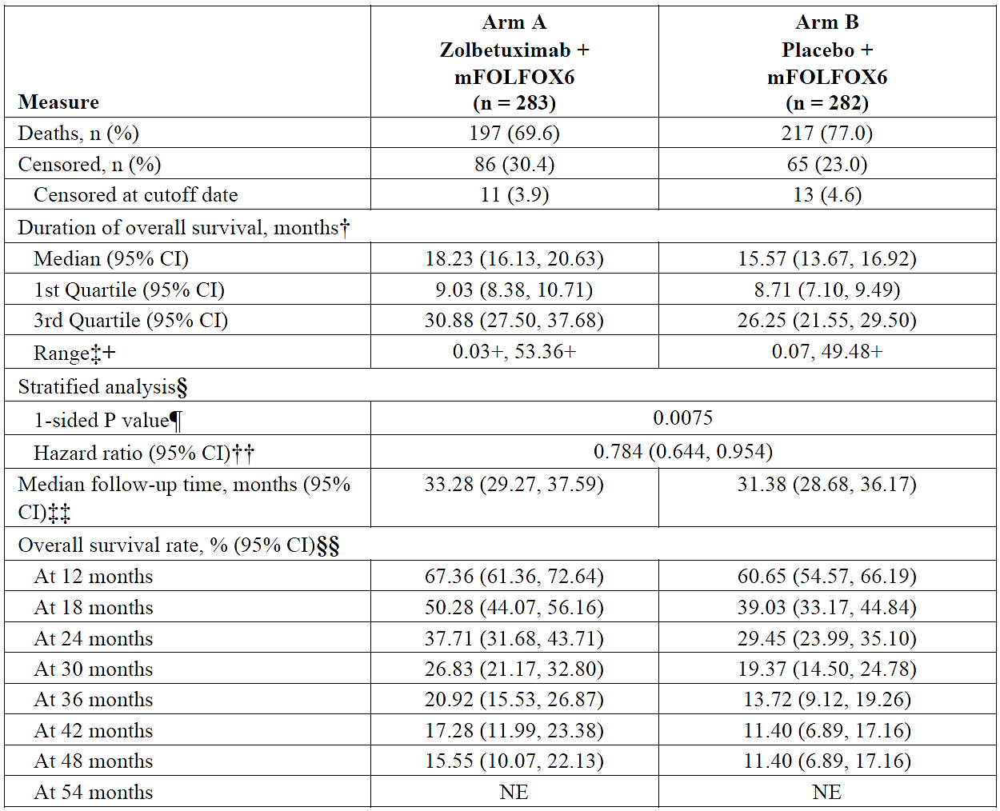 Measure
Arm A
Zolbetuximab +
mFOLFOX6
(n = 283)
Arm B
Placebo +
mFOLFOX6
(n = 282)
Deaths, n (%) 197 (69.6) 217 (77.0)
Censored, n (%) 86 (30.4) 65 (23.0)
Censored at cutoff date 11 (3.9) 13 (4.6)
Duration of overall survival, months†
Median (95% CI) 18.23 (16.13, 20.63) 15.57 (13.67, 16.92)
1st Quartile (95% CI) 9.03 (8.38, 10.71) 8.71 (7.10, 9.49)
3rd Quartile (95% CI) 30.88 (27.50, 37.68) 26.25 (21.55, 29.50)
Range‡+ 0.03+, 53.36+ 0.07, 49.48+
Stratified analysis§
1-sided P value¶ 0.0075
Hazard ratio (95% CI)†† 0.784 (0.644, 0.954)
Median follow-up time, months (95% 33.28 (29.27, 37.59) 31.38 (28.68, 36.17)
CI)‡‡
Overall survival rate, % (95% CI)§§
At 12 months 67.36 (61.36, 72.64) 60.65 (54.57, 66.19)
At 18 months 50.28 (44.07, 56.16) 39.03 (33.17, 44.84)
At 24 months 37.71 (31.68, 43.71) 29.45 (23.99, 35.10)
At 30 months 26.83 (21.17, 32.80) 19.37 (14.50, 24.78)
At 36 months 20.92 (15.53, 26.87) 13.72 (9.12, 19.26)
At 42 months 17.28 (11.99, 23.38) 11.40 (6.89, 17.16)
At 48 months 15.55 (10.07, 22.13) 11.40 (6.89, 17.16)
At 54 months NE NE